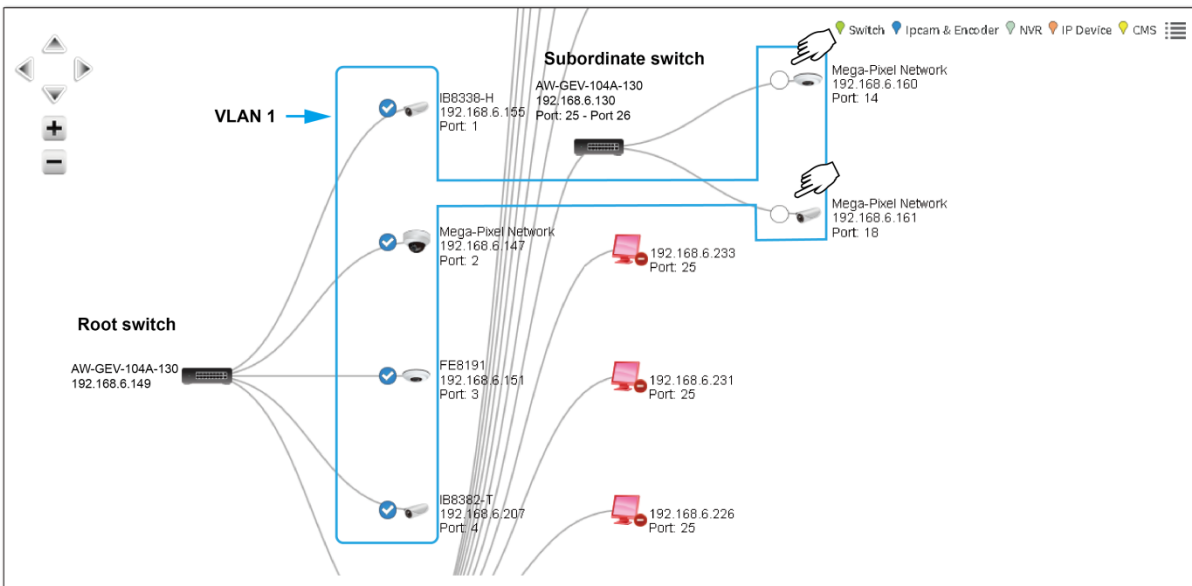 Switch Ipcam & Encoder NVR IP Device CMS
Subordinate switch
AW-GEV-104A-130
192.168.6.130
Port: 25 - Port 26
Mega-Pixel Network
192.168.6.160
Port: 14
VLAN 1
IB8338-H
192.168.6.155
Port: 1
Mega-Pixel Network
192.168.6.161
Port: 18
Mega-Pixel Network
192.168.6.147
Port: 2
192.168.6.233
Port: 25
Root switch
AW-GEV-104A-130
192.168.6.149
FE8191
192.168.6.151
Port: 3
192.168.6.231
Port: 25
IB8382-T
192.168.6.207
Port: 4
192.168.6.226
Port: 25